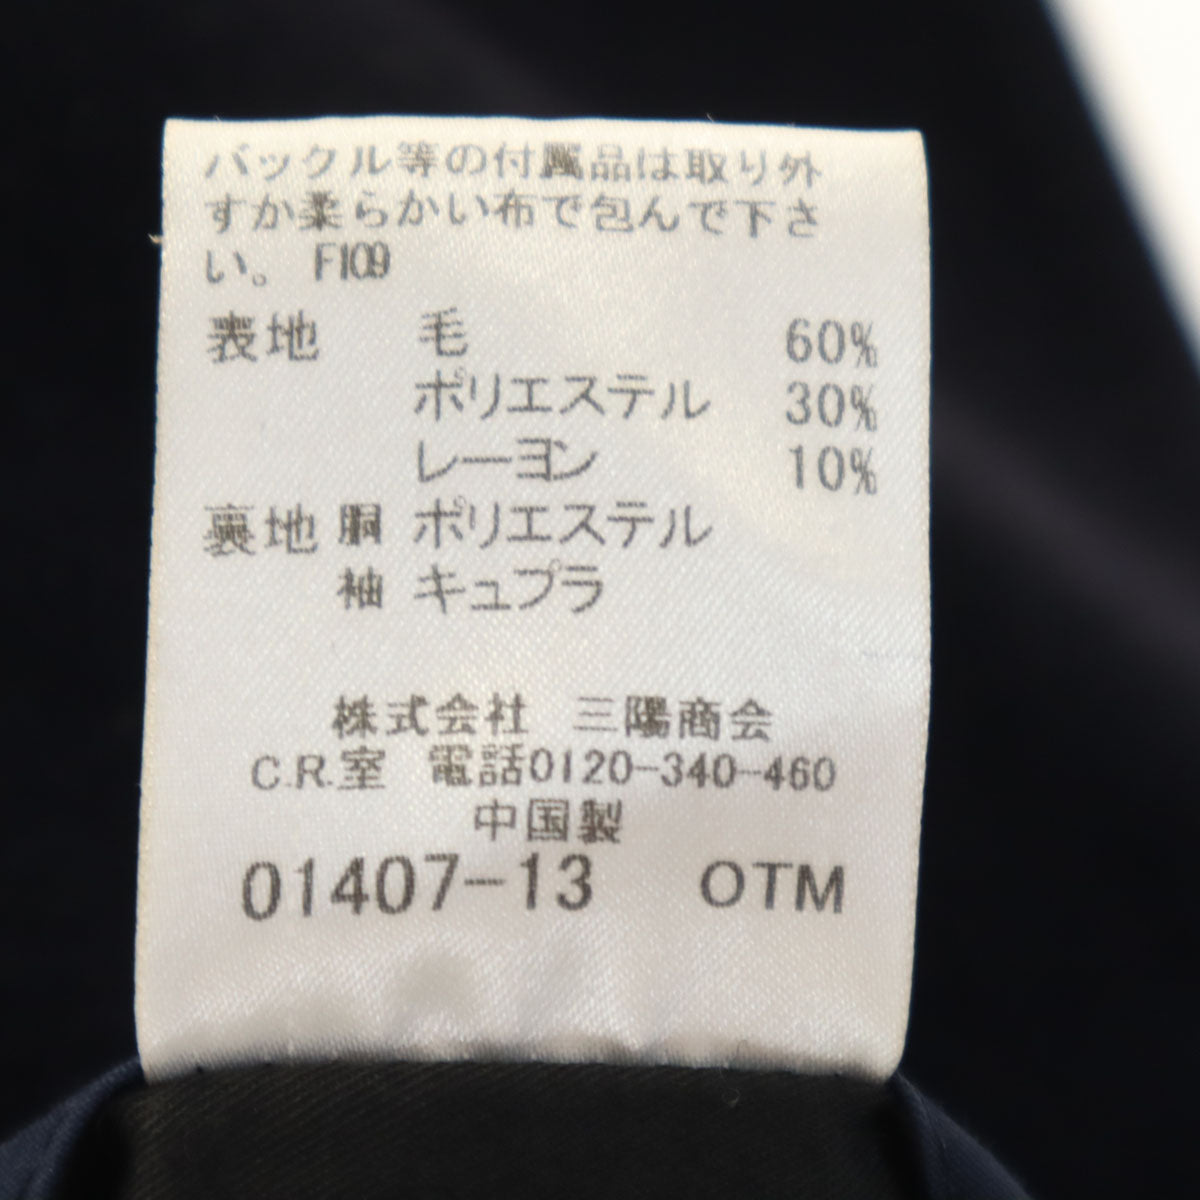 バックル等の付属品は取り外
すか柔らかい布で包んで下さ
い。 F109
表地 毛 60%
ポリエステル 30%
レーヨン 10%
裏地 胴 ポリエステル
袖 キュプラ
株式会社 三陽商会
C.R.室 電話0120-340-460
中国製
01407-13 OTM